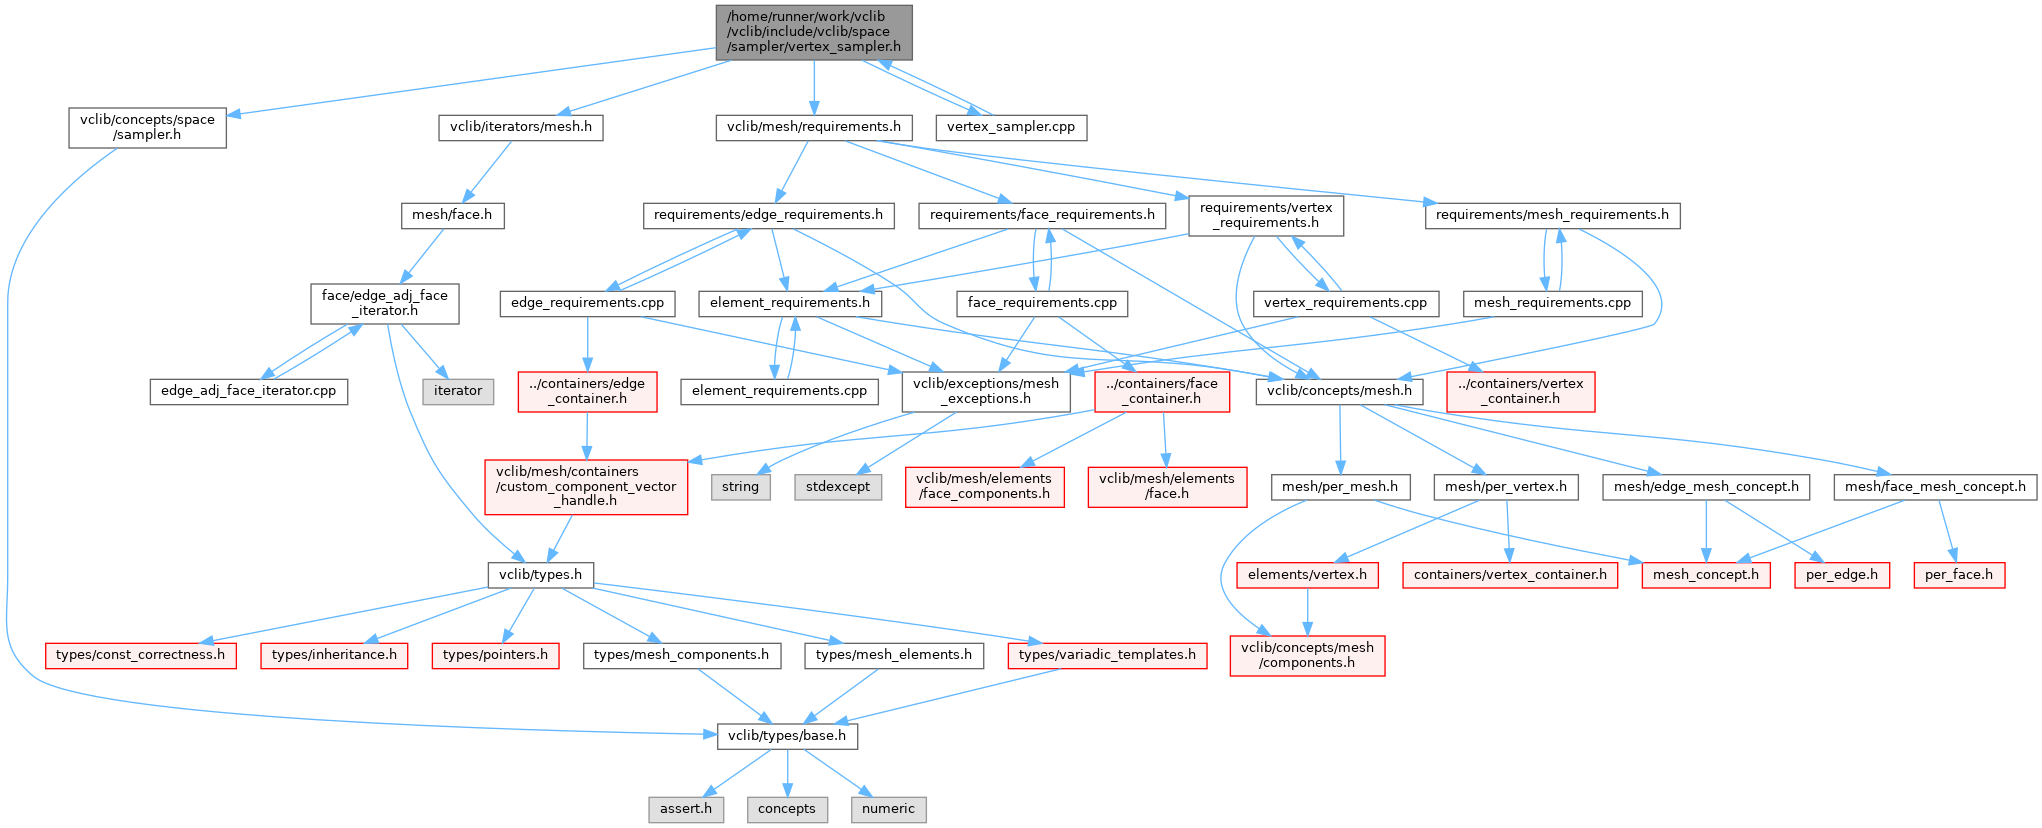 /home/runner/work/vclib
/vclib/include/vclib/space
/sampler/vertex_sampler.h
vclib/concepts/space
/sampler.h
vclib/iterators/mesh.h
vclib/mesh/requirements.h
vertex_sampler.cpp
mesh/face.h
requirements/edge_requirements.h
requirements/face_requirements.h
requirements/vertex
_requirements.h
requirements/mesh_requirements.h
face/edge_adj_face
_iterator.h
edge_requirements.cpp
element_requirements.h
face_requirements.cpp
vertex_requirements.cpp
mesh_requirements.cpp
edge_adj_face_iterator.cpp
iterator
../containers/edge
_container.h
element_requirements.cpp
vclib/exceptions/mesh
_exceptions.h
../containers/face
_container.h
vclib/concepts/mesh.h
../containers/vertex
_container.h
vclib/mesh/containers
/custom_component_vector
_handle.h
string
stdexcept
vclib/mesh/elements
/face_components.h
vclib/mesh/elements
/face.h
mesh/per_mesh.h
mesh/per_vertex.h
mesh/edge_mesh_concept.h
mesh/face_mesh_concept.h
vclib/types.h
elements/vertex.h
containers/vertex_container.h
mesh_concept.h
per_edge.h
per_face.h
types/const_correctness.h
types/inheritance.h
types/pointers.h
types/mesh_components.h
types/mesh_elements.h
types/variadic_templates.h
vclib/concepts/mesh
/components.h
vclib/types/base.h
assert.h
concepts
numeric